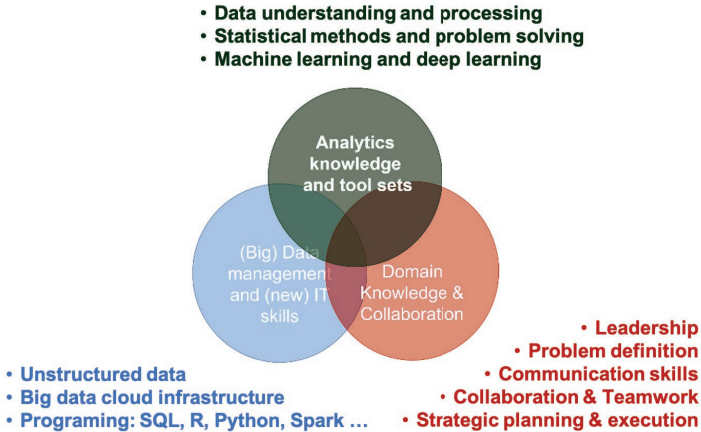 • Data understanding and processing
• Statistical methods and problem solving
• Machine learning and deep learning
Analytics
knowledge
and tool sets
(Big) Data
management
and (new) IT
skills
Domain
Knowledge &
Collaboration
• Leadership
• Problem definition
• Communication skills
• Collaboration & Teamwork
• Strategic planning & execution
• Unstructured data
• Big data cloud infrastructure
• Programing: SQL, R, Python, Spark ...